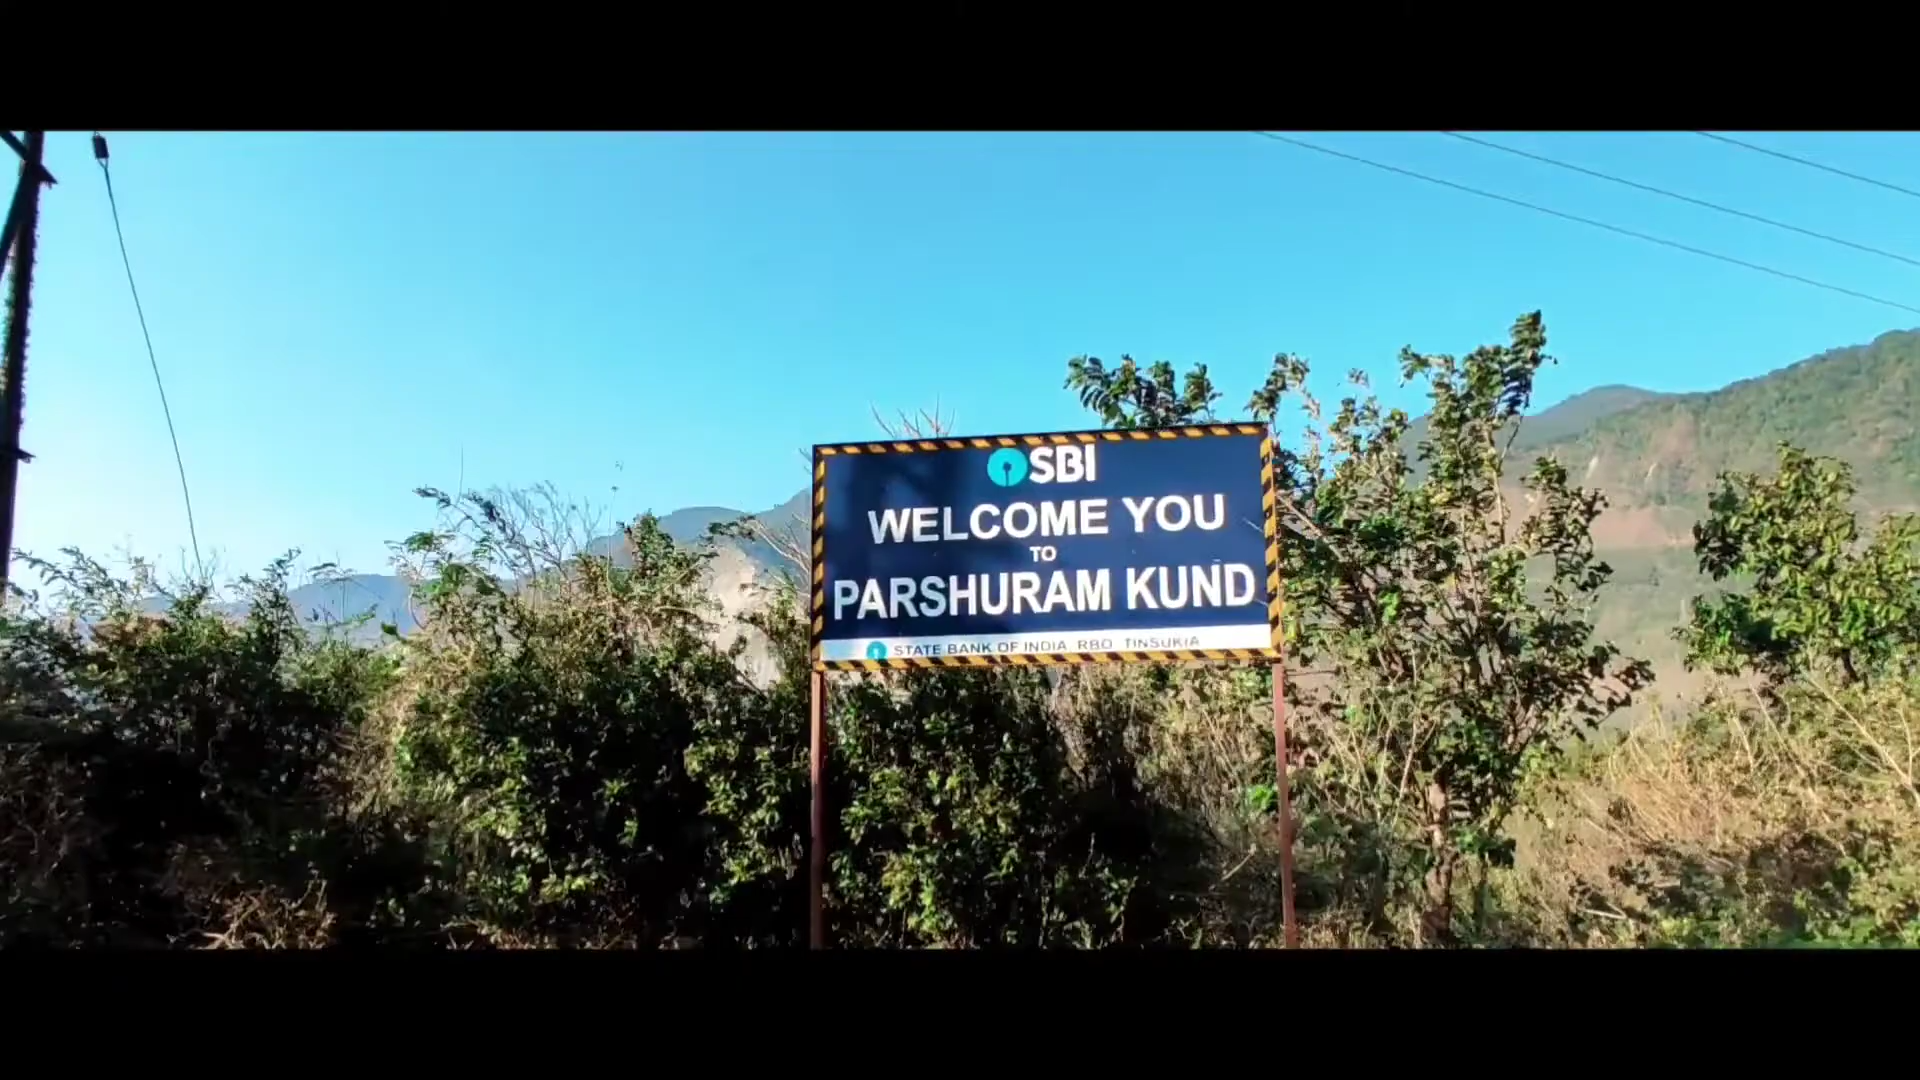 SBI
WELCOME YOU
TO
PARSHURAM KUND
STATE BANK OF INDIA RBO TINSUKIA